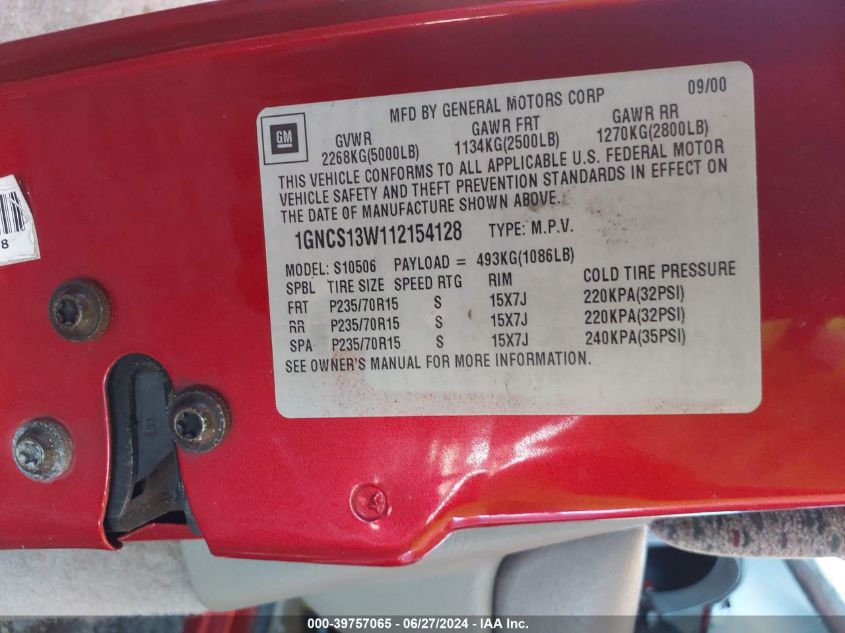 MFD BY GENERAL MOTORS CORP 09/00
GM
GVWR GAWR FRT GAWR RR
2268KG(5000LB) 1134KG(2500LB) 1270KG(2800LB)
THIS VEHICLE CONFORMS TO ALL APPLICABLE U.S. FEDERAL MOTOR
VEHICLE SAFETY AND THEFT PREVENTION STANDARDS IN EFFECT ON
THE DATE OF MANUFACTURE SHOWN ABOVE.
1GNCS13W112154128 TYPE: M.P.V.
MODEL: S10506 PAYLOAD = 493KG(1086LB)
SPBL TIRE SIZE SPEED RTG RIM COLD TIRE PRESSURE
FRT P235/70R15 S 15X7J 220KPA(32PSI)
RR P235/70R15 S 15X7J 220KPA(32PSI)
SPA P235/70R15 S 15X7J 240KPA(35PSI)
SEE OWNER'S MANUAL FOR MORE INFORMATION.
8
000-39757065 - 06/27/2024 - IAA Inc.